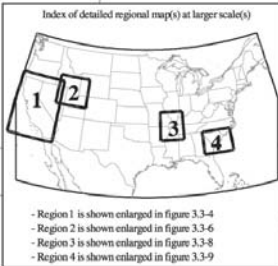 Index of detailed regional map(s) at larger scale(s)
1
2
3
4
- Region 1 is shown enlarged in figure 3.3-4
- Region 2 is shown enlarged in figure 3.3-6
- Region 3 is shown enlarged in figure 3.3-8
- Region 4 is shown enlarged in figure 3.3-9